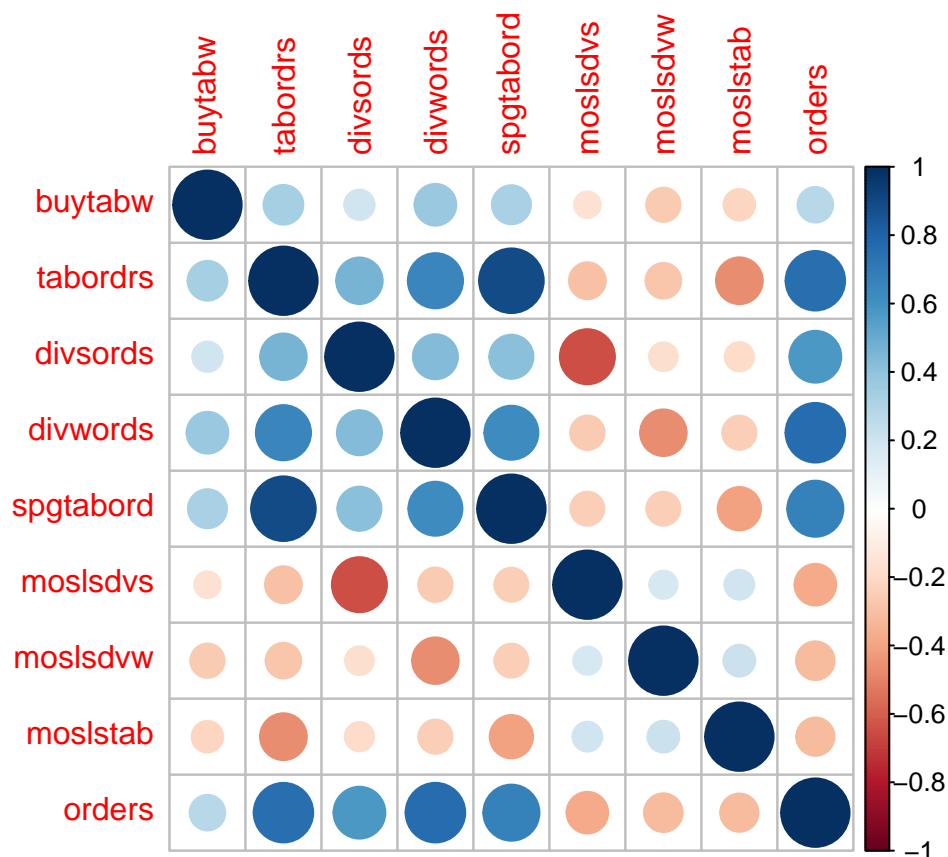 buytabw
tabordrs
divsords
divwords
spgtabord
moslsdvs
moslsdvw
moslstab
orders
buytabw
tabordrs
divsords
divwords
spgtabord
moslsdvs
moslsdvw
moslstab
orders
1
0.8
0.6
0.4
0.2
0
−0.2
−0.4
−0.6
−0.8
−1